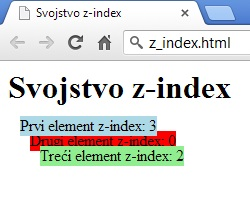 Svojstvo z-index
z_index.html
Svojstvo z-index
Prvi element z-index: 3
Drugi element z-index: 0
Treći element z-index: 2